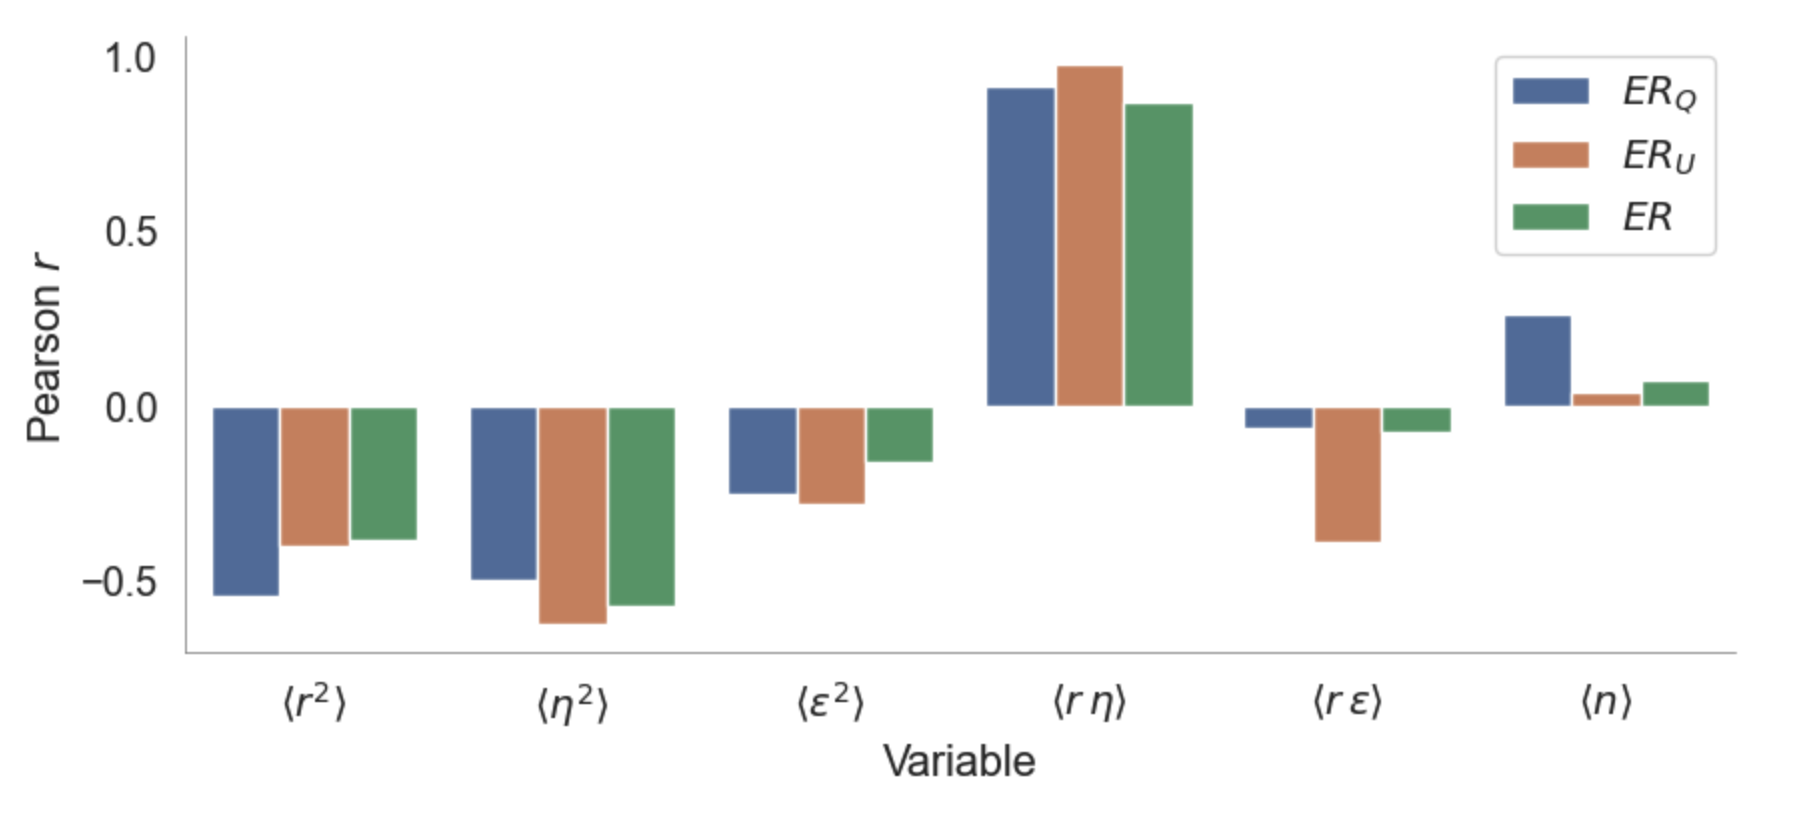 1.0
0.5
0.0
−0.5
Pearson r
ER_Q
ER_U
ER
⟨r²⟩ ⟨η²⟩ ⟨ε²⟩ ⟨r η⟩ ⟨r ε⟩ ⟨n⟩
Variable